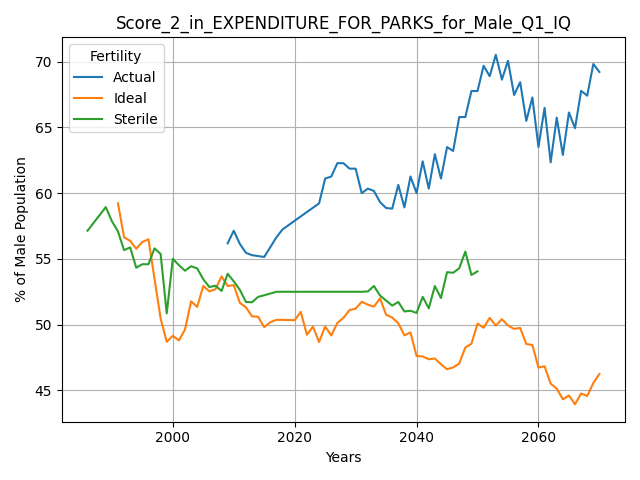 Score_2_in_EXPENDITURE_FOR_PARKS_for_Male_Q1_IQ
Fertility
Actual
Ideal
Sterile
% of Male Population
70
65
60
55
50
45
2000
2020
2040
2060
Years